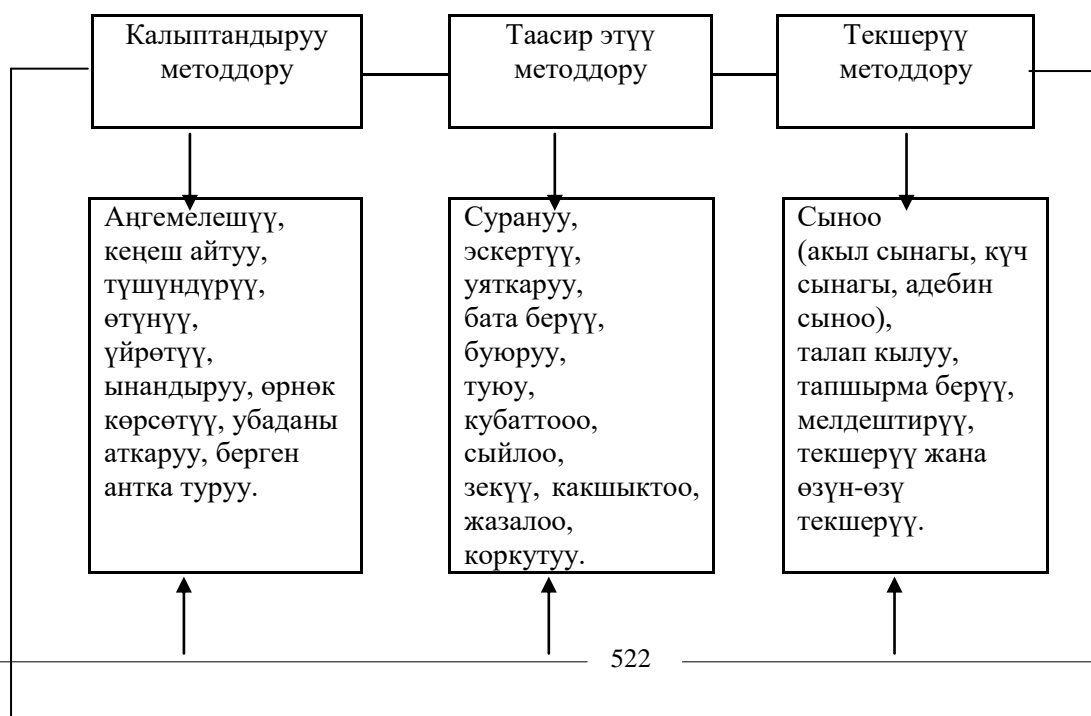 Калыптандыруу
методдору
Таасир этүү
методдору
Текшерүү
методдору
Аңгемелешүү,
кеңеш айтуу,
түшүндүрүү,
өтүнүү,
үйрөтүү,
ынандыруу, өрнөк
көрсөтүү, убаданы
аткаруу, берген
антка туруу.
Сурануу,
эскертүү,
уяткаруу,
бата берүү,
буюруу,
туюу,
кубаттооо,
сыйлоо,
зекүү, какшыктоо,
жазалоо,
коркутуу.
Сыноо
(акыл сынагы, күч
сынагы, адебин
сыноо),
талап кылуу,
тапшырма берүү,
мелдештирүү,
текшерүү жана
өзүн-өзү
текшерүү.
522